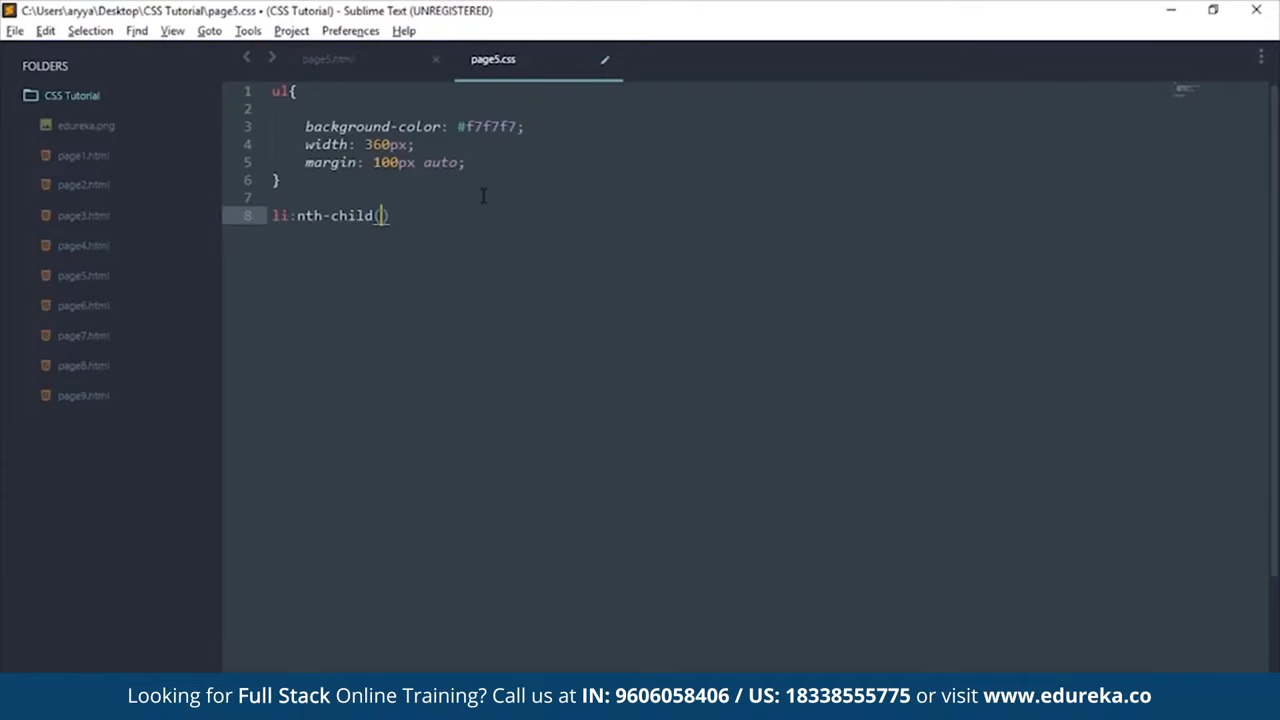 C:\Users\aryya\Desktop\CSS Tutorial\page5.css • (CSS Tutorial) - Sublime Text (UNREGISTERED)
File Edit Selection Find View Goto Tools Project Preferences Help
FOLDERS
CSS Tutorial
edureka.png
page1.html
page2.html
page3.html
page4.html
page5.html
page6.html
page7.html
page8.html
page9.html
page5.html page5.css
1 ul{
2
3 background-color: #f7f7f7;
4 width: 360px;
5 margin: 100px auto;
6 }
7
8 li:nth-child()
Looking for Full Stack Online Training? Call us at IN: 9606058406 / US: 18338555775 or visit www.edureka.co